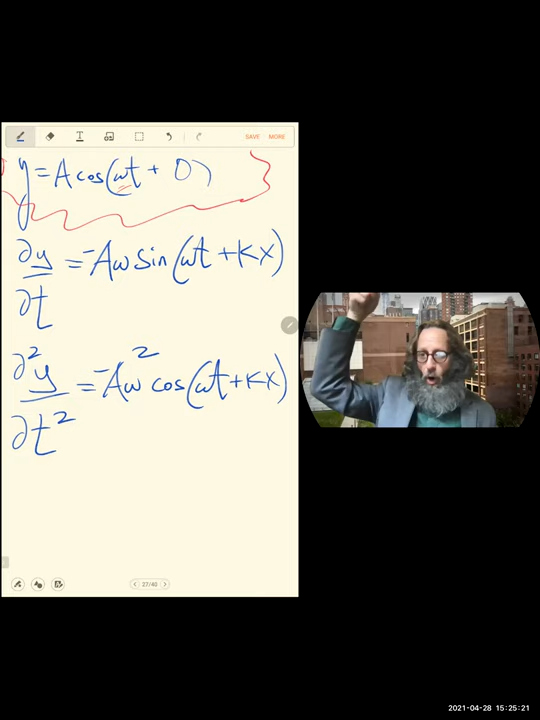 SAVE MORE
y = A cos(ωt + 0)
∂y/∂t = -Aω sin(ωt + kx)
∂²y/∂t² = -Aω² cos(ωt + kx)
27/40
2021-04-28 15:25:21